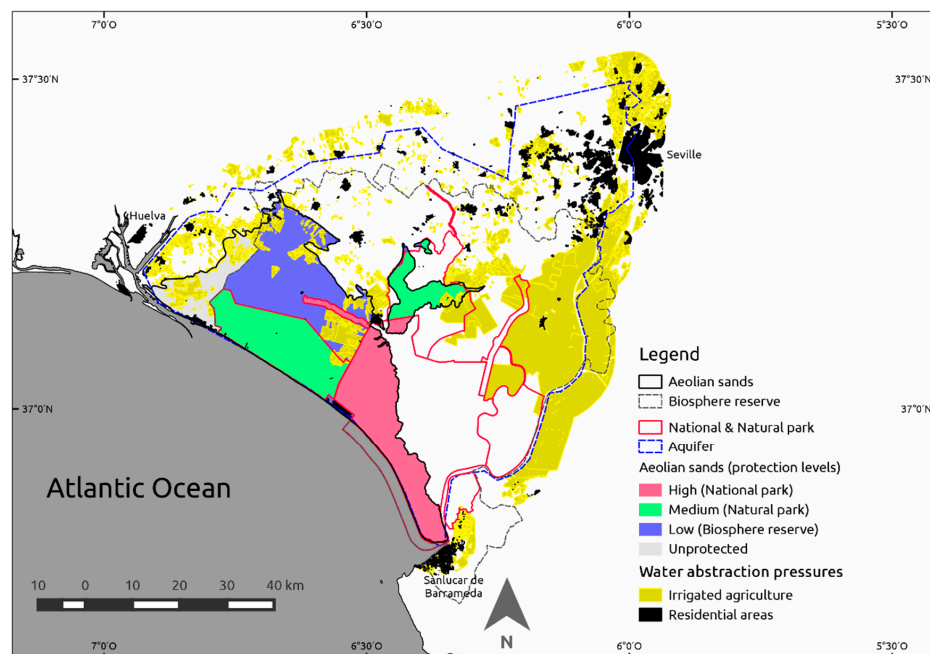 7°0'O 6°30'O 6°0'O 5°30'O
37°30'N 37°30'N
Seville
Huelva
Legend
Aeolian sands
Biosphere reserve
37°0'N 37°0'N
National & Natural park
Aquifer
Aeolian sands (protection levels)
High (National park)
Medium (Natural park)
Low (Biosphere reserve)
Unprotected
Atlantic Ocean
Water abstraction pressures
Irrigated agriculture
Residential areas
Sanlucar de
Barrameda
10 0 10 20 30 40 km
N
7°0'O 6°30'O 6°0'O 5°30'O